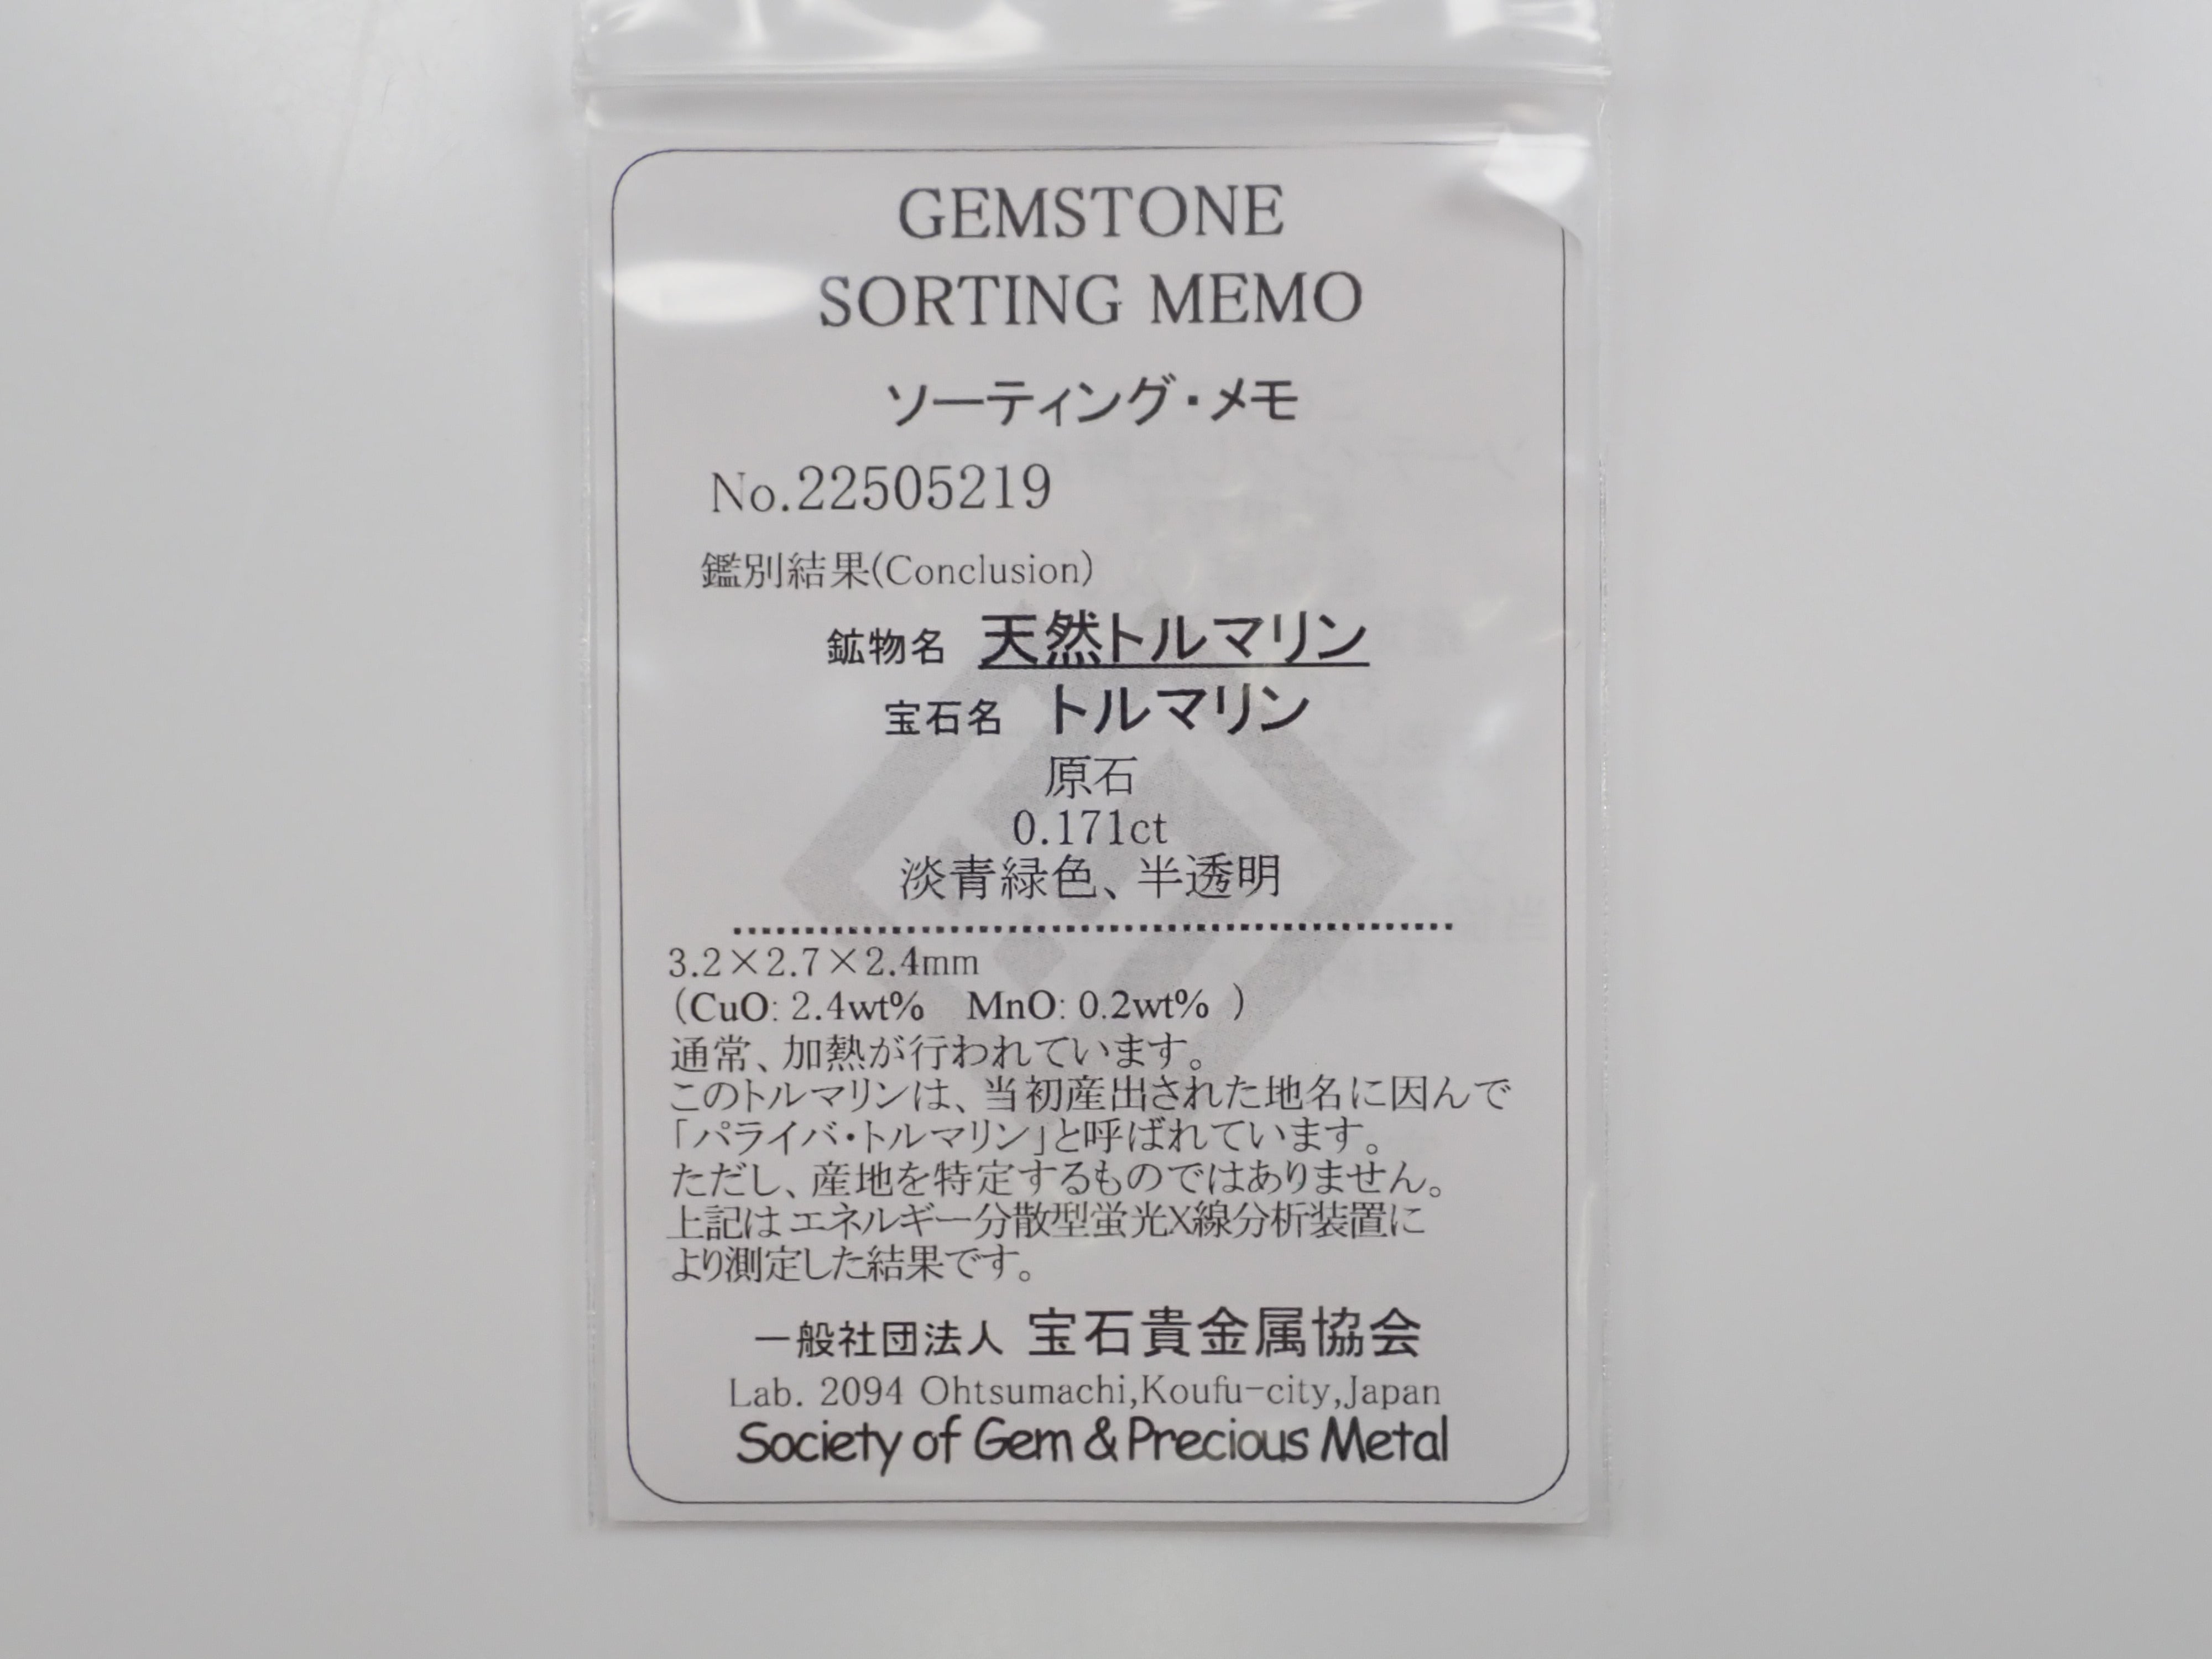 GEMSTONE
SORTING MEMO
ソーティング・メモ
No.22505219
鑑別結果(Conclusion)
鉱物名 天然トルマリン
宝石名 トルマリン
原石
0.171ct
淡青緑色、半透明
3.2×2.7×2.4mm
(CuO: 2.4wt% MnO: 0.2wt% )
通常、加熱が行われています。
このトルマリンは、当初産出された地名に因んで
「パライバ・トルマリン」と呼ばれています。
ただし、産地を特定するものではありません。
上記はエネルギー分散型蛍光X線分析装置に
より測定した結果です。
一般社団法人 宝石貴金属協会
Lab. 2094 Ohtsumachi,Koufu-city,Japan
Society of Gem & Precious Metal